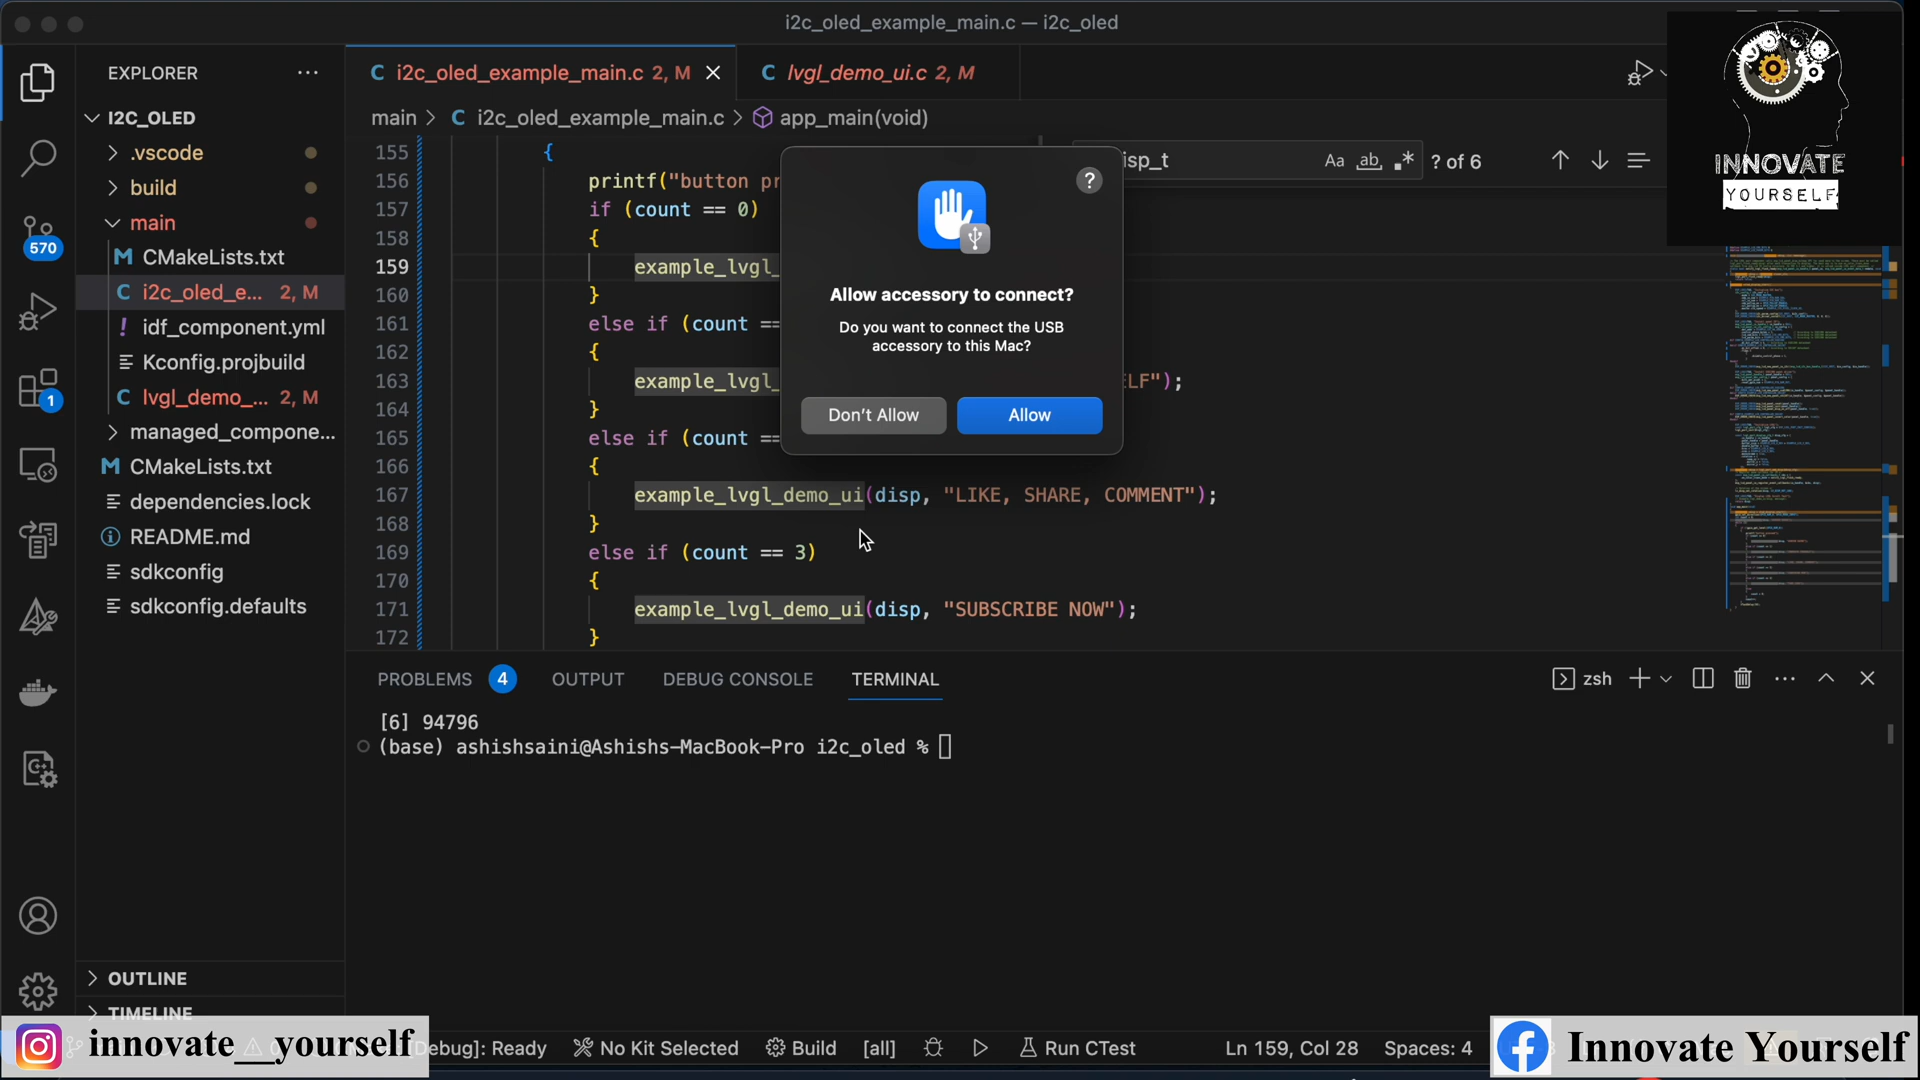 i2c_oled_example_main.c — i2c_oled
EXPLORER
I2C_OLED
.vscode
build
main
CMakeLists.txt
i2c_oled_e... 2, M
idf_component.yml
Kconfig.projbuild
lvgl_demo_... 2, M
managed_compone...
CMakeLists.txt
dependencies.lock
README.md
sdkconfig
sdkconfig.defaults
OUTLINE
TIMELINE
570
1
C i2c_oled_example_main.c 2, M
C lvgl_demo_ui.c 2, M
main > C i2c_oled_example_main.c > app_main(void)
isp_t Aa ab ? of 6
155 {
156 printf("button pr
157 if (count == 0)
158 {
159 example_lvgl_
160 }
161 else if (count ==
162 {
163 example_lvgl_ LF");
164 }
165 else if (count ==
166 {
167 example_lvgl_demo_ui(disp, "LIKE, SHARE, COMMENT");
168 }
169 else if (count == 3)
170 {
171 example_lvgl_demo_ui(disp, "SUBSCRIBE NOW");
172 }
?
Allow accessory to connect?
Do you want to connect the USB
accessory to this Mac?
Don't Allow Allow
INNOVATE
YOURSELF
PROBLEMS 4 OUTPUT DEBUG CONSOLE TERMINAL
zsh
[6] 94796
(base) ashishsaini@Ashishs-MacBook-Pro i2c_oled %
innovate__yourself
Debug]: Ready No Kit Selected Build [all] Run CTest Ln 159, Col 28 Spaces: 4
Innovate Yourself